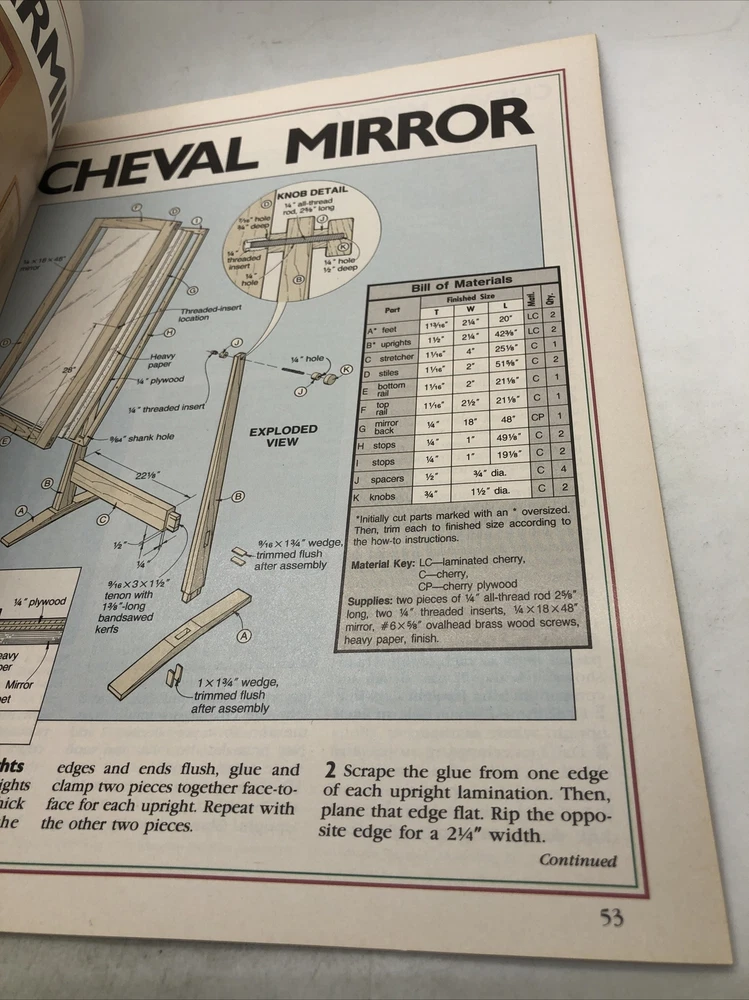 CHEVAL MIRROR
KNOB DETAIL
¼" all-thread
rod, 2⅝" long
¾" deep
¼"
threaded
insert
¼"
hole
¼" hole
½" deep
D
J
K
B
F
D
I
mirror
G
Threaded-insert
location
H
Heavy
paper
28"
¼" plywood
¼" threaded insert
9/64" shank hole
E
J
¼" hole
J
K
EXPLODED
VIEW
22⅛"
B
A
C
B
½"
¼"
9/16 × 3 × 1½"
tenon with
1⅜"-long
bandsawed
kerfs
9/16 × 1¾" wedge,
trimmed flush
after assembly
A
1 × 1¾" wedge,
trimmed flush
after assembly
¼" plywood
Mirror
Bill of Materials
Part Finished Size Matl. Qty.
T W L
A* feet 1 13/16" 2¼" 20" LC 2
B* uprights 1½" 2¼" 42⅜" LC 2
C stretcher 1 1/16" 4" 25⅛" C 1
D stiles 1 1/16" 2" 51⅝" C 2
E bottom rail 1 1/16" 2" 21⅛" C 1
F top rail 1 1/16" 2½" 21⅛" C 1
G mirror back ¼" 18" 48" CP 1
H stops ¼" 1" 49⅛" C 2
I stops ¼" 1" 19⅛" C 2
J spacers ½" ¾" dia. C 4
K knobs ¾" 1½" dia. C 2
*Initially cut parts marked with an * oversized.
Then, trim each to finished size according to
the how-to instructions.
Material Key: LC—laminated cherry,
C—cherry,
CP—cherry plywood
Supplies: two pieces of ¼" all-thread rod 2⅝"
long, two ¼" threaded inserts, ¼ × 18 × 48"
mirror, #6 × ⅝" ovalhead brass wood screws,
heavy paper, finish.
edges and ends flush, glue and
clamp two pieces together face-to-
face for each upright. Repeat with
the other two pieces.
2 Scrape the glue from one edge
of each upright lamination. Then,
plane that edge flat. Rip the oppo-
site edge for a 2¼" width.
Continued
53